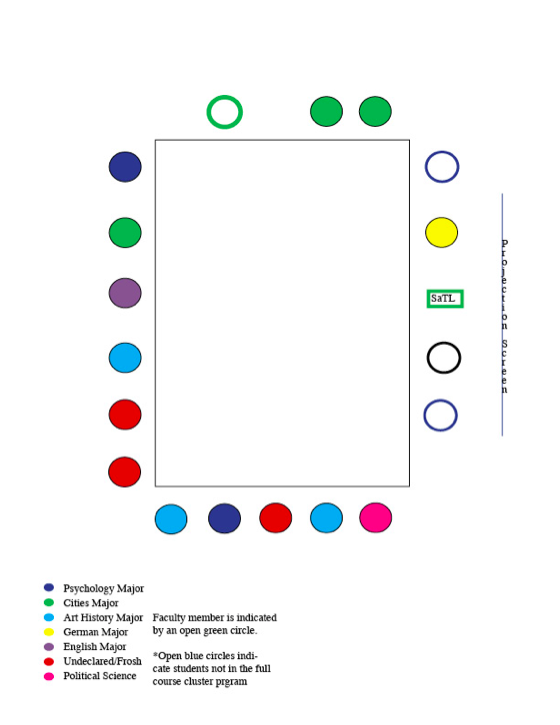 SaTL
Projection Screen
Psychology Major
Cities Major
Art History Major
German Major
English Major
Undeclared/Frosh
Political Science
Faculty member is indicated
by an open green circle.
*Open blue circles indi-
cate students not in the full
course cluster prgram